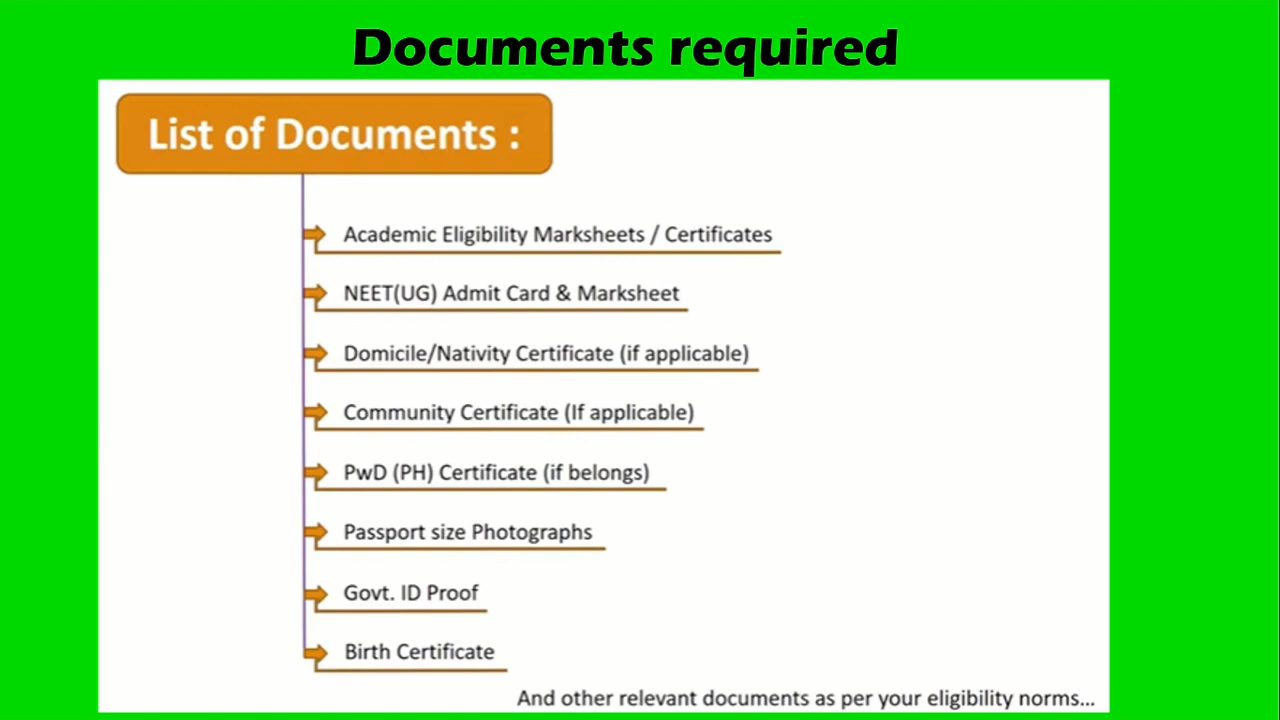 Documents required
List of Documents :
Academic Eligibility Marksheets / Certificates
NEET(UG) Admit Card & Marksheet
Domicile/Nativity Certificate (if applicable)
Community Certificate (If applicable)
PwD (PH) Certificate (if belongs)
Passport size Photographs
Govt. ID Proof
Birth Certificate
And other relevant documents as per your eligibility norms...